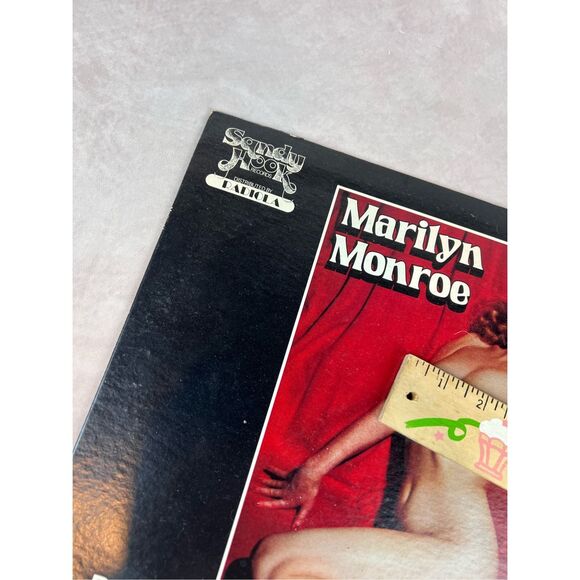 Sandy
Hook
RECORDS
DISTRIBUTED BY
RADIOLA
Marilyn
Monroe
1 2